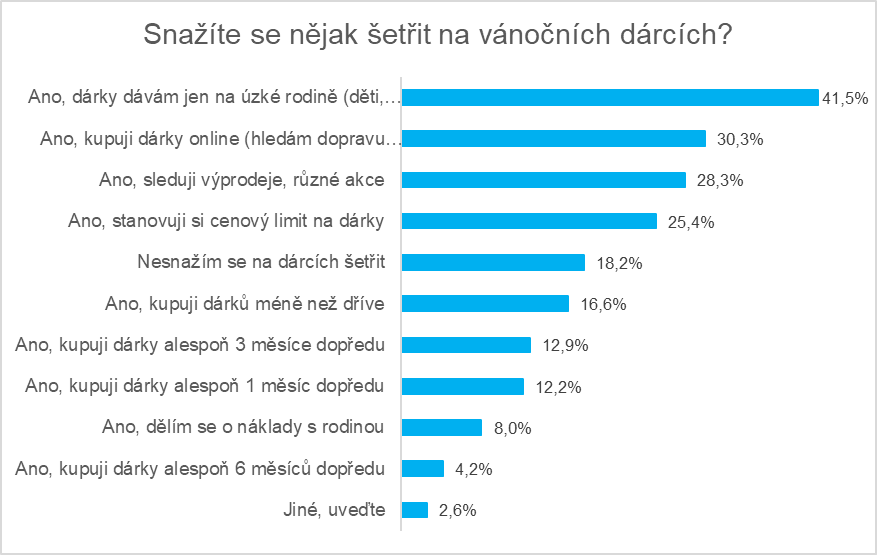 Snažíte se nějak šetřit na vánočních dárcích?
Ano, dárky dávám jen na úzké rodině (děti,… 41,5%
Ano, kupuji dárky online (hledám dopravu… 30,3%
Ano, sleduji výprodeje, různé akce 28,3%
Ano, stanovuji si cenový limit na dárky 25,4%
Nesnažím se na dárcích šetřit 18,2%
Ano, kupuji dárků méně než dříve 16,6%
Ano, kupuji dárky alespoň 3 měsíce dopředu 12,9%
Ano, kupuji dárky alespoň 1 měsíc dopředu 12,2%
Ano, dělím se o náklady s rodinou 8,0%
Ano, kupuji dárky alespoň 6 měsíců dopředu 4,2%
Jiné, uveďte 2,6%